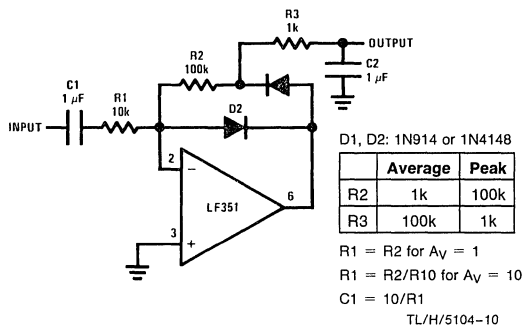 R3
1k
OUTPUT
R2
100k
C2
1 μF
C1
1 μF
R1
10k
D2
INPUT
2
−
LF351
6
3
+
D1, D2: 1N914 or 1N4148
Average Peak
R2 1k 100k
R3 100k 1k
R1 = R2 for AV = 1
R1 = R2/R10 for AV = 10
C1 = 10/R1
TL/H/5104–10